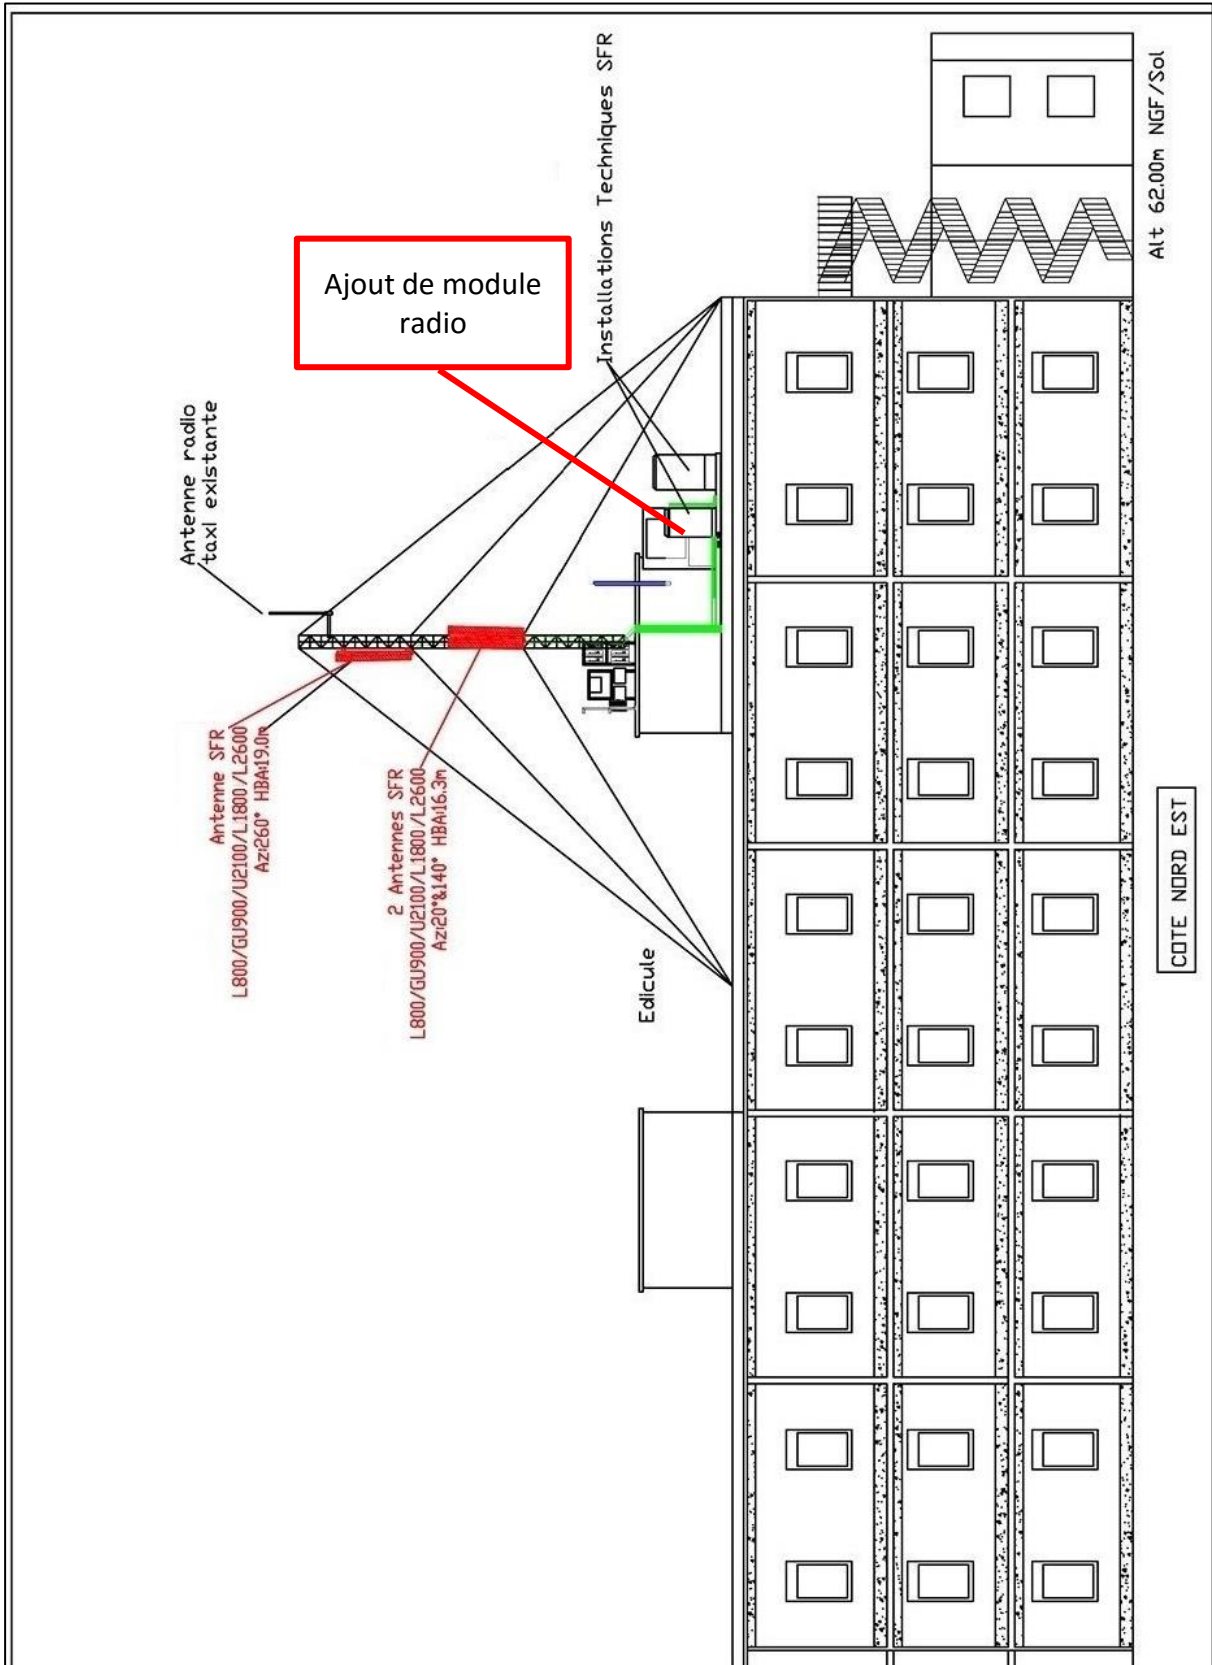 Ajout de module
radio
Installations Techniques SFR
Antenne radio
taxi existante
Antenne SFR
L800/GU900/U2100/L1800/L2600
Az:260° HBA:19.0m
2 Antennes SFR
L800/GU900/U2100/L1800/L2600
Az:20°&140° HBA:16.3m
Edicule
Alt 62.00m NGF/Sol
COTE NORD EST